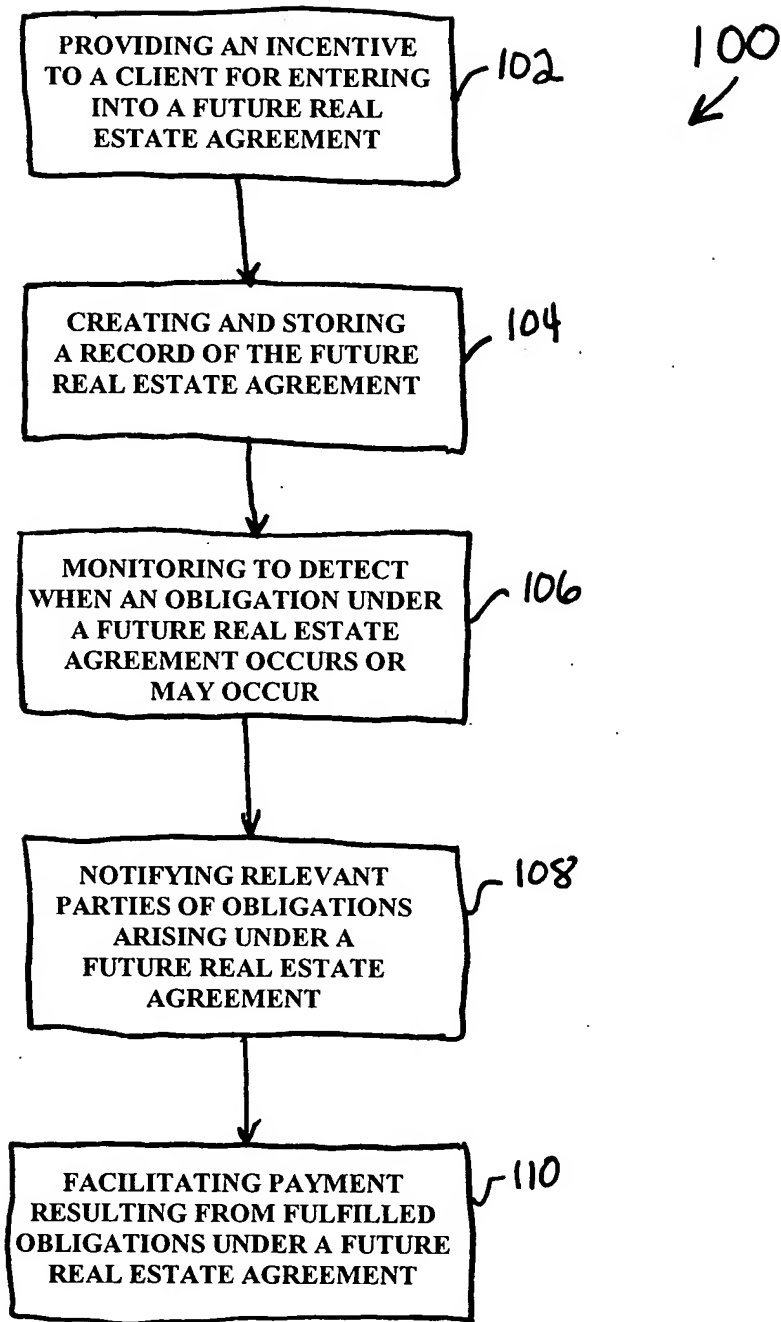 PROVIDING AN INCENTIVE
TO A CLIENT FOR ENTERING
INTO A FUTURE REAL
ESTATE AGREEMENT
102
100
CREATING AND STORING
A RECORD OF THE FUTURE
REAL ESTATE AGREEMENT
104
MONITORING TO DETECT
WHEN AN OBLIGATION UNDER
A FUTURE REAL ESTATE
AGREEMENT OCCURS OR
MAY OCCUR
106
NOTIFYING RELEVANT
PARTIES OF OBLIGATIONS
ARISING UNDER A
FUTURE REAL ESTATE
AGREEMENT
108
FACILITATING PAYMENT
RESULTING FROM FULFILLED
OBLIGATIONS UNDER A FUTURE
REAL ESTATE AGREEMENT
110